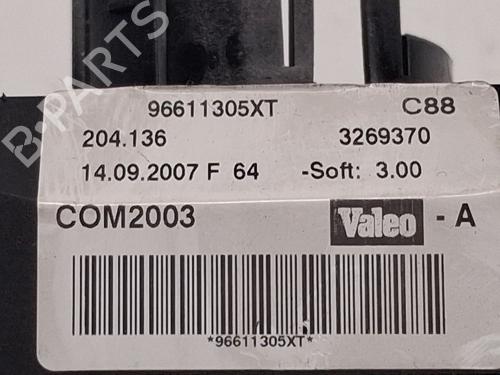 96611305XT C88
204.136 3269370
14.09.2007 F 64 -Soft: 3.00
COM2003 Valeo - A
*96611305XT*
B-PARTS